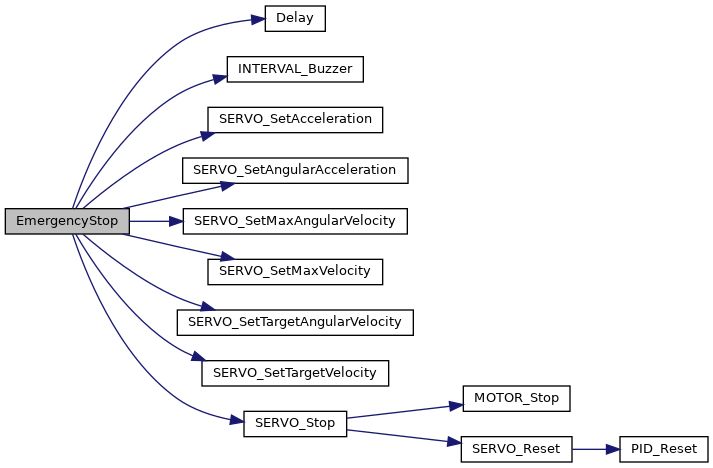 Delay
INTERVAL_Buzzer
SERVO_SetAcceleration
SERVO_SetAngularAcceleration
EmergencyStop
SERVO_SetMaxAngularVelocity
SERVO_SetMaxVelocity
SERVO_SetTargetAngularVelocity
SERVO_SetTargetVelocity
MOTOR_Stop
SERVO_Stop
SERVO_Reset
PID_Reset